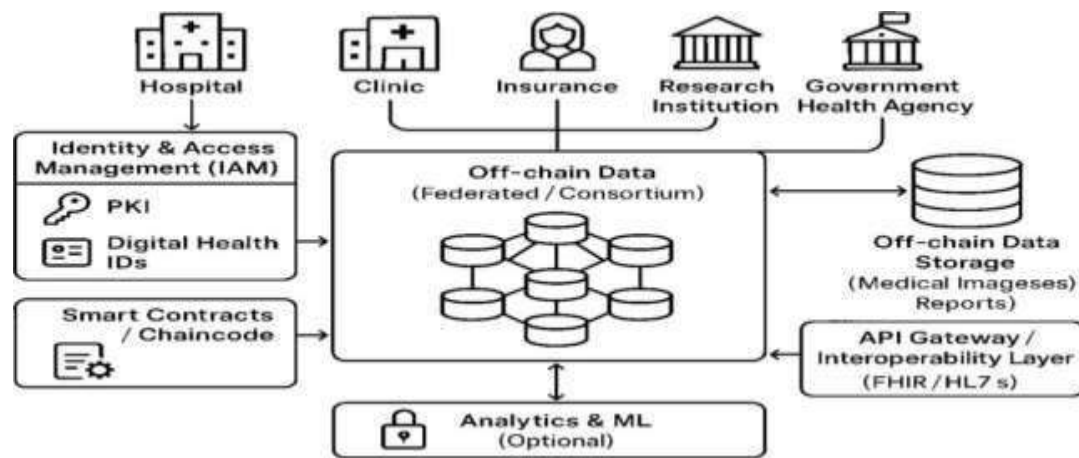 Hospital
Clinic
Insurance
Research
Institution
Government
Health Agency
Identity & Access
Management (IAM)
PKI
Digital Health
IDs
Smart Contracts
/ Chaincode
Off-chain Data
(Federated / Consortium)
Off-chain Data
Storage
(Medical Imageses)
Reports)
API Gateway /
Interoperability Layer
(FHIR / HL7 s)
Analytics & ML
(Optional)